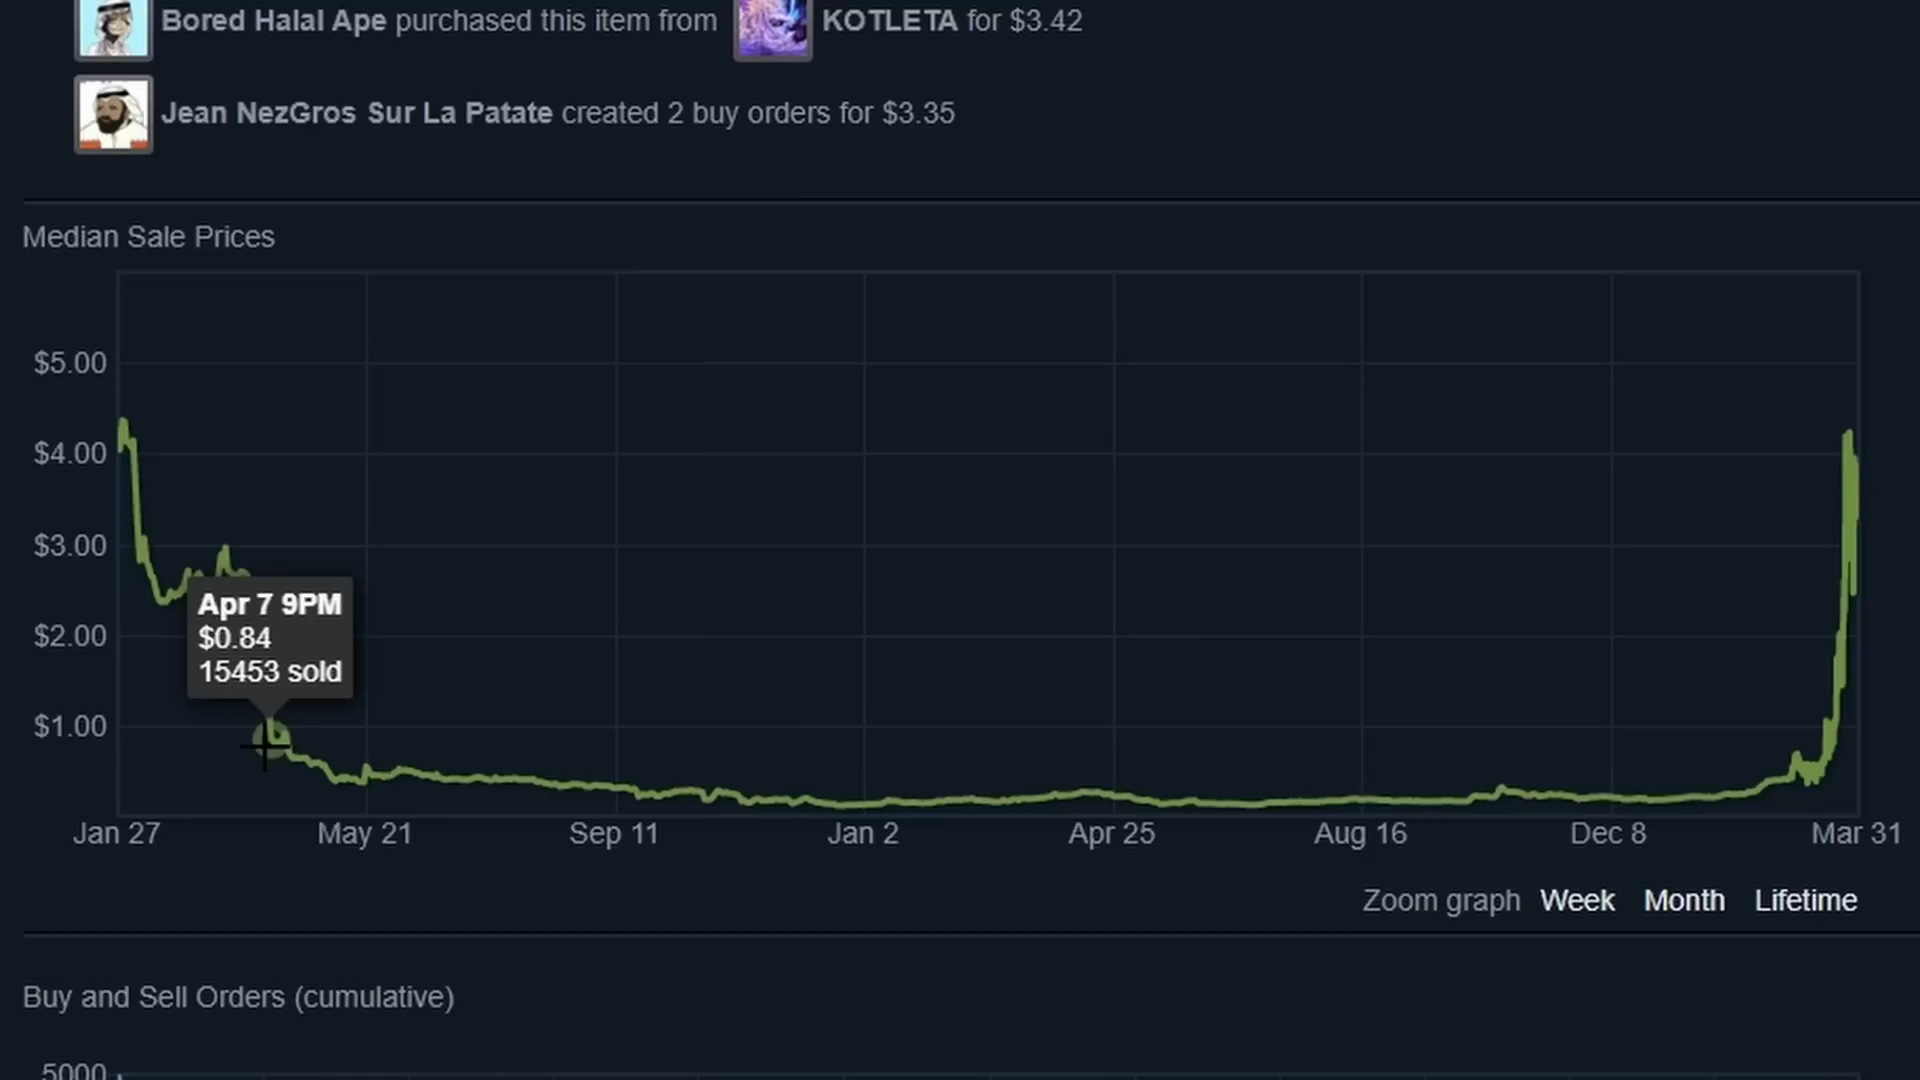 Bored Halal Ape purchased this item from KOTLETA for $3.42
Jean NezGros Sur La Patate created 2 buy orders for $3.35
Median Sale Prices
$5.00
$4.00
$3.00
$2.00
$1.00
Apr 7 9PM
$0.84
15453 sold
Jan 27 May 21 Sep 11 Jan 2 Apr 25 Aug 16 Dec 8 Mar 31
Zoom graph Week Month Lifetime
Buy and Sell Orders (cumulative)
5000